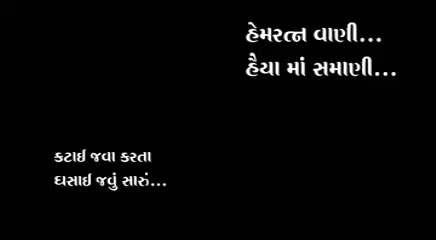 હેમરત્ન વાણી...
હૈયા માં સમાણી...
કટાઈ જવા કરતા
ઘસાઈ જવું સારું...